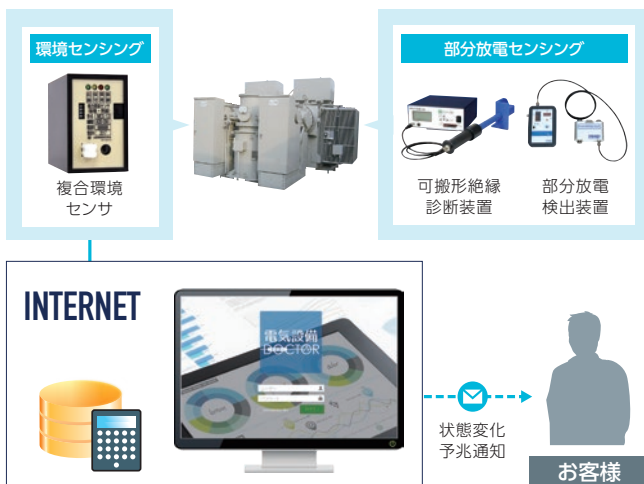 環境センシング
部分放電センシング
複合環境
センサ
可搬形絶縁
診断装置
部分放電
検出装置
INTERNET
電気設備
DOCTOR
状態変化
予兆通知
お客様